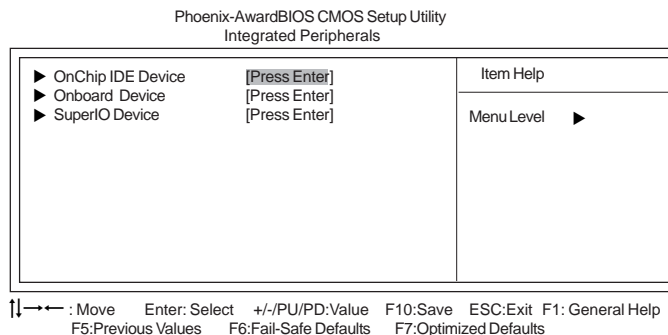 Phoenix-AwardBIOS CMOS Setup Utility
Integrated Peripherals
▶ OnChip IDE Device [Press Enter]
▶ Onboard Device [Press Enter]
▶ SuperIO Device [Press Enter]
Item Help
Menu Level ▶
↑↓→← : Move Enter: Select +/-/PU/PD:Value F10:Save ESC:Exit F1: General Help
F5:Previous Values F6:Fail-Safe Defaults F7:Optimized Defaults